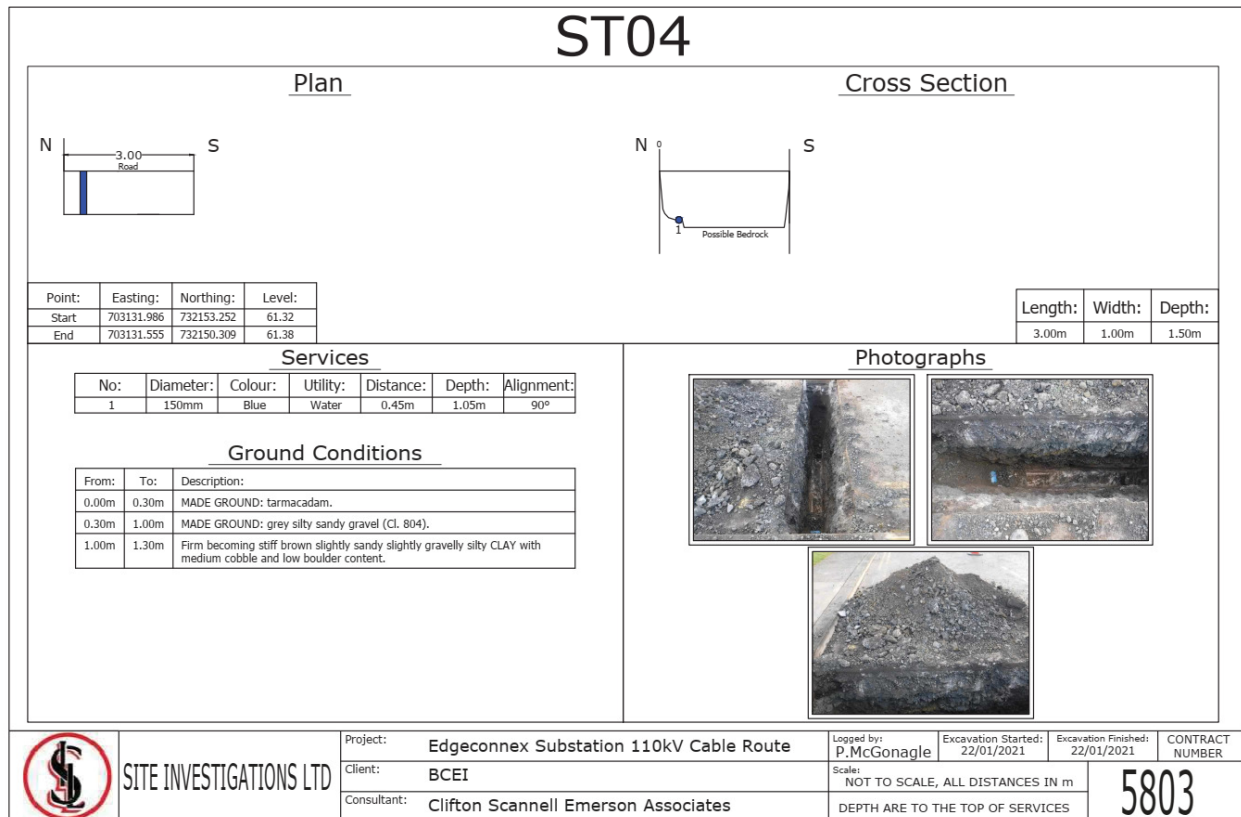 ST04
Plan
N
S
3.00
Road
Cross Section
N
0
S
1
Possible Bedrock
Point: Easting: Northing: Level:
Start 703131.986 732153.252 61.32
End 703131.555 732150.309 61.38
Length: Width: Depth:
3.00m 1.00m 1.50m
Services
No: Diameter: Colour: Utility: Distance: Depth: Alignment:
1 150mm Blue Water 0.45m 1.05m 90°
Ground Conditions
From: To: Description:
0.00m 0.30m MADE GROUND: tarmacadam.
0.30m 1.00m MADE GROUND: grey silty sandy gravel (Cl. 804).
1.00m 1.30m Firm becoming stiff brown slightly sandy slightly gravelly silty CLAY with
medium cobble and low boulder content.
Photographs
SIL
SITE INVESTIGATIONS LTD
Project: Edgeconnex Substation 110kV Cable Route
Client: BCEI
Consultant: Clifton Scannell Emerson Associates
Logged by:
P.McGonagle
Excavation Started:
22/01/2021
Excavation Finished:
22/01/2021
CONTRACT
NUMBER
Scale:
NOT TO SCALE, ALL DISTANCES IN m
DEPTH ARE TO THE TOP OF SERVICES
5803